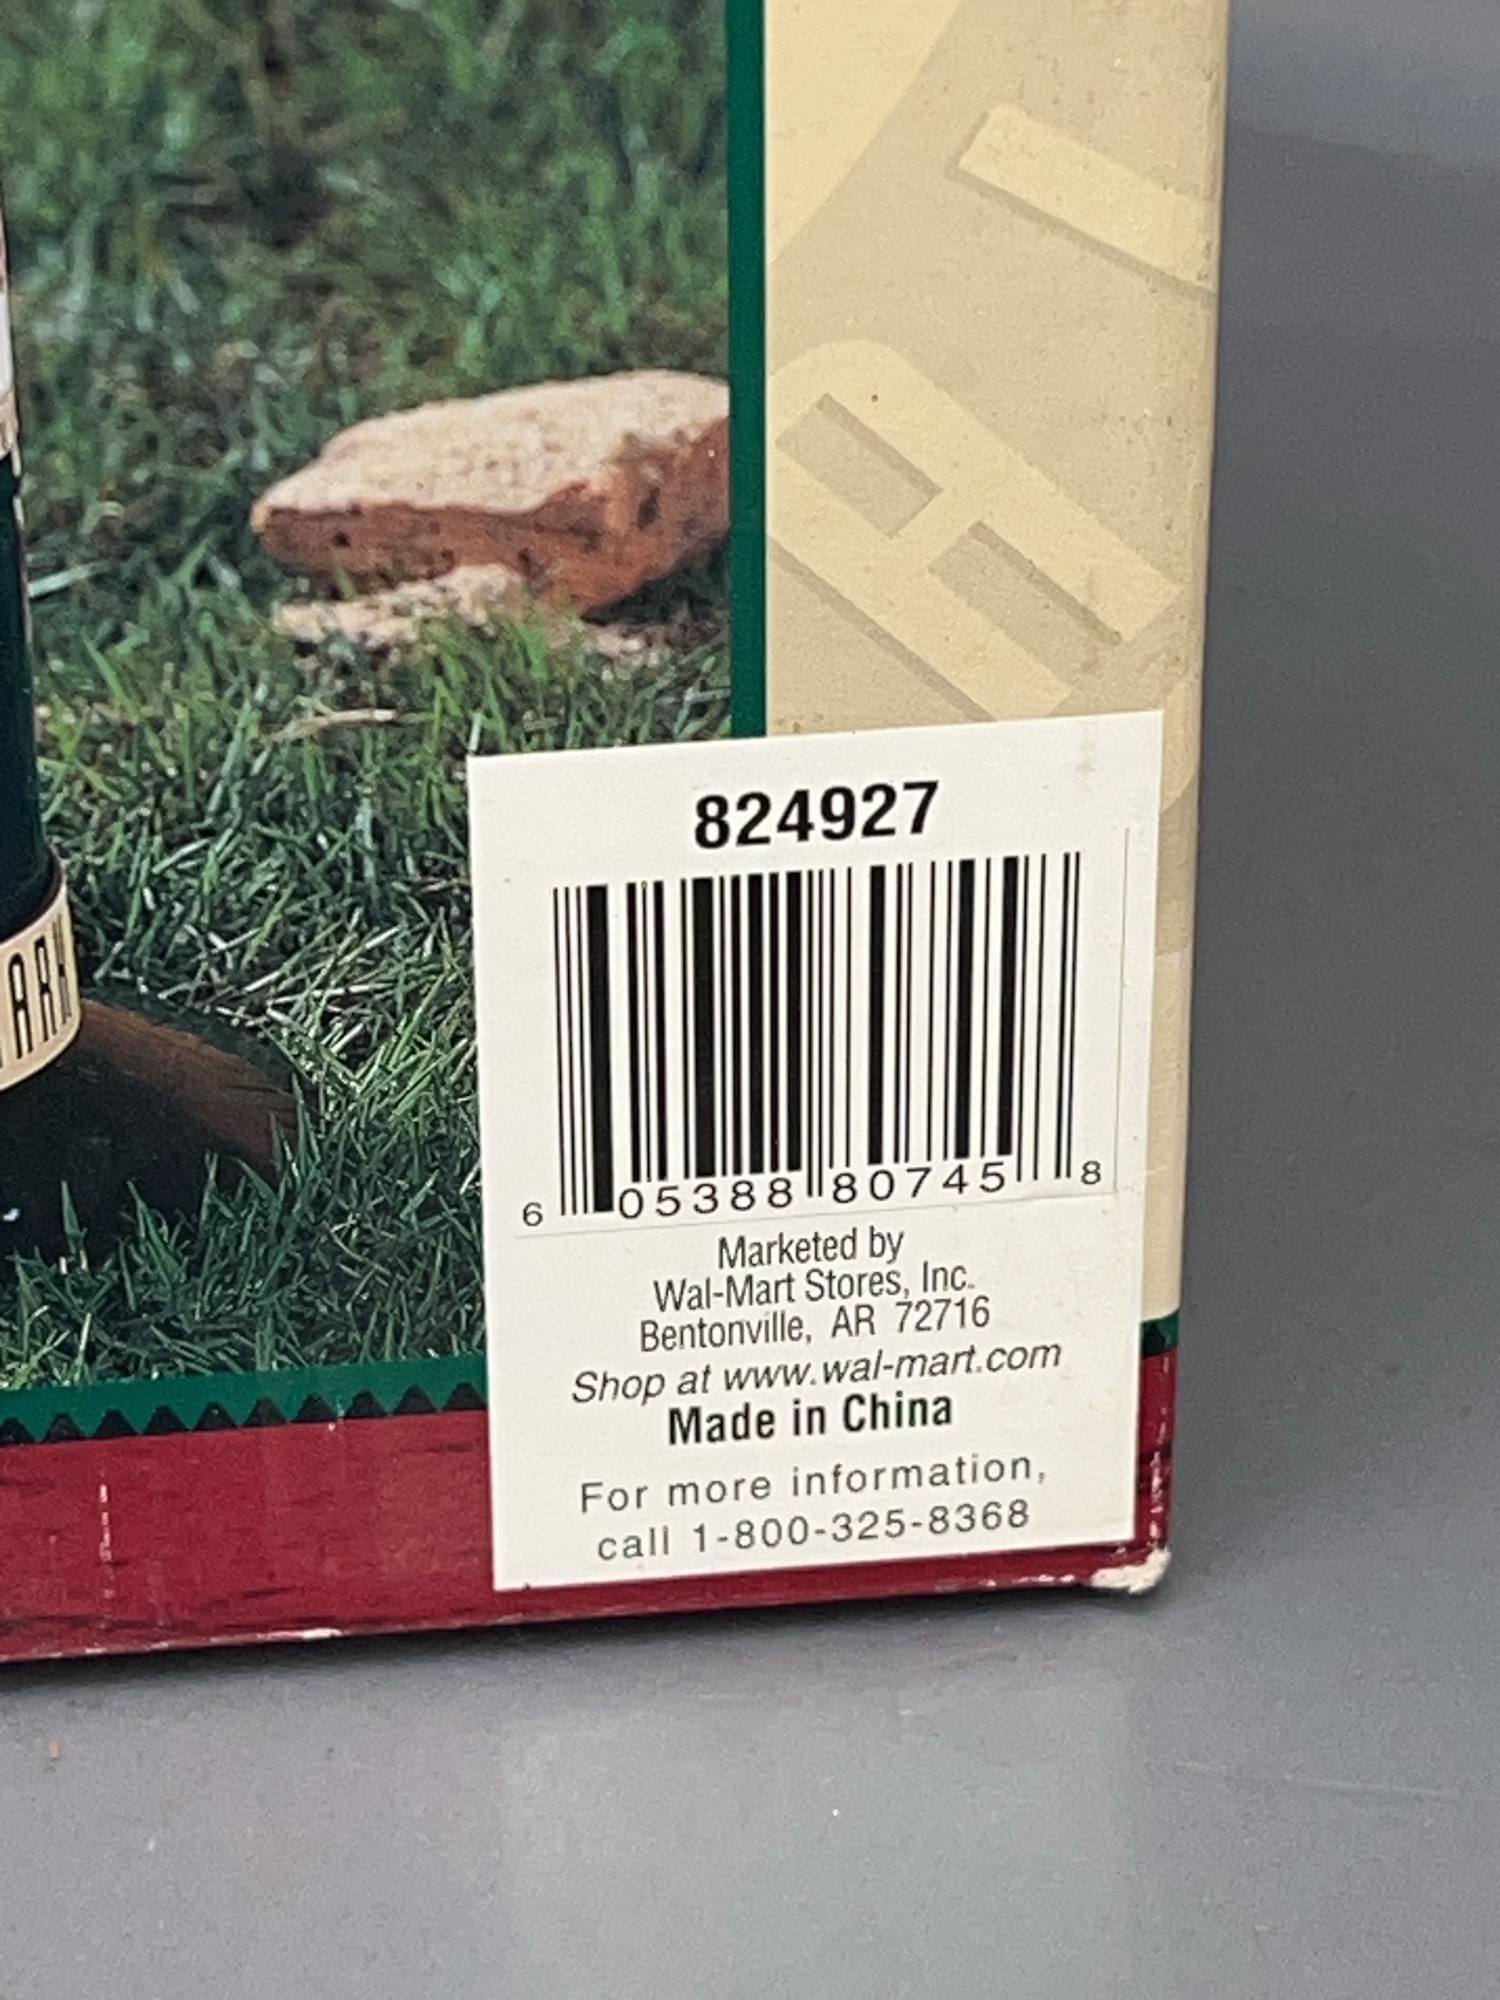 824927
6 05388 80745 8
Marketed by
Wal-Mart Stores, Inc.
Bentonville, AR 72716
Shop at www.wal-mart.com
Made in China
For more information,
call 1-800-325-8368